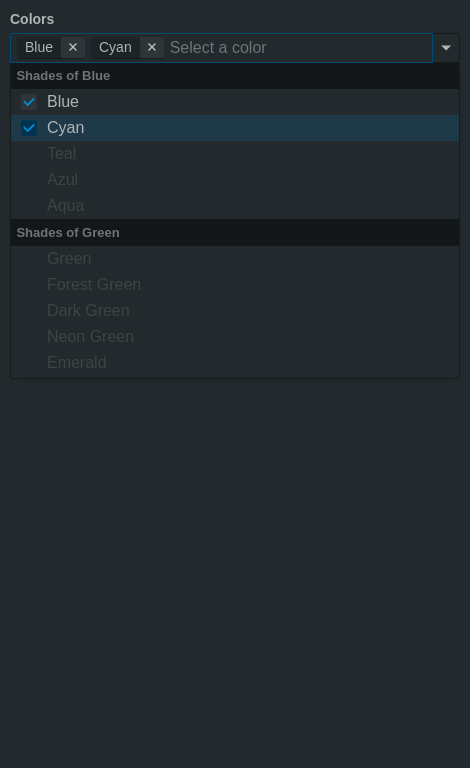 Colors
Blue ✕ Cyan ✕ Select a color
Shades of Blue
Blue
Cyan
Teal
Azul
Aqua
Shades of Green
Green
Forest Green
Dark Green
Neon Green
Emerald